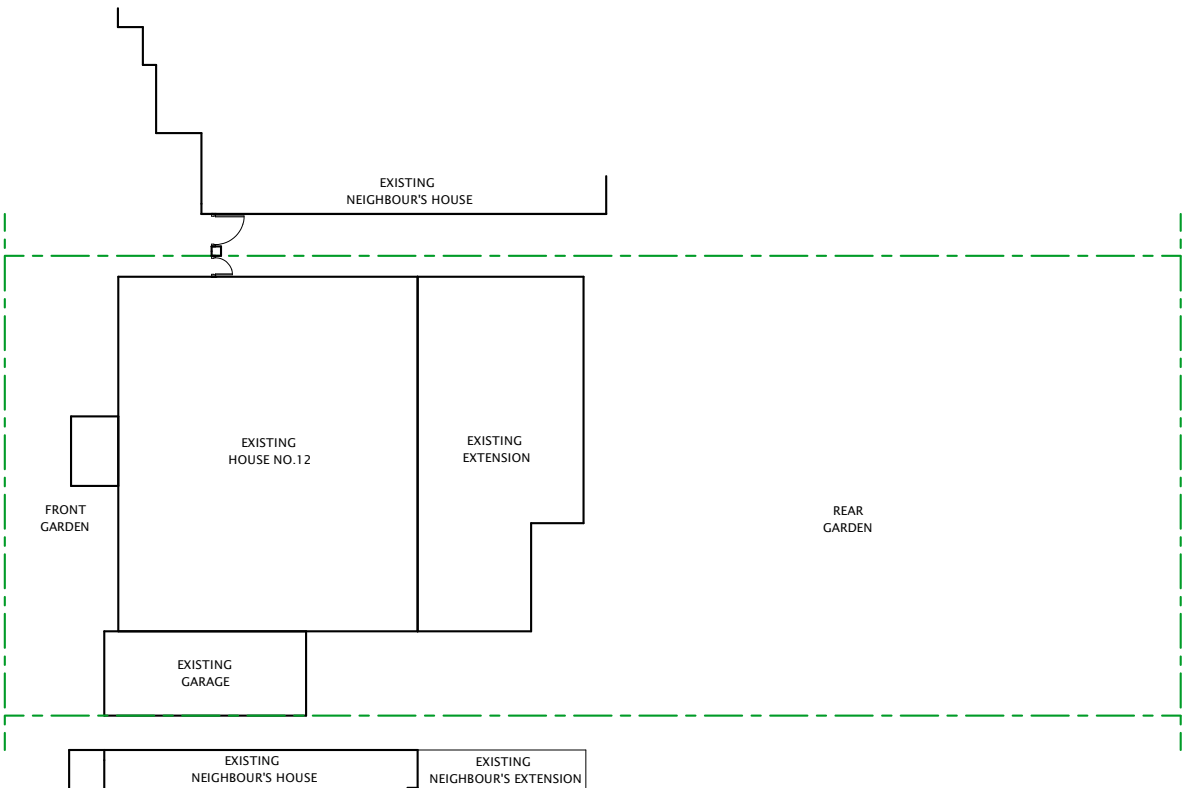 EXISTING
NEIGHBOUR'S HOUSE
EXISTING
HOUSE NO.12
EXISTING
EXTENSION
FRONT
GARDEN
REAR
GARDEN
EXISTING
GARAGE
EXISTING
NEIGHBOUR'S HOUSE
EXISTING
NEIGHBOUR'S EXTENSION